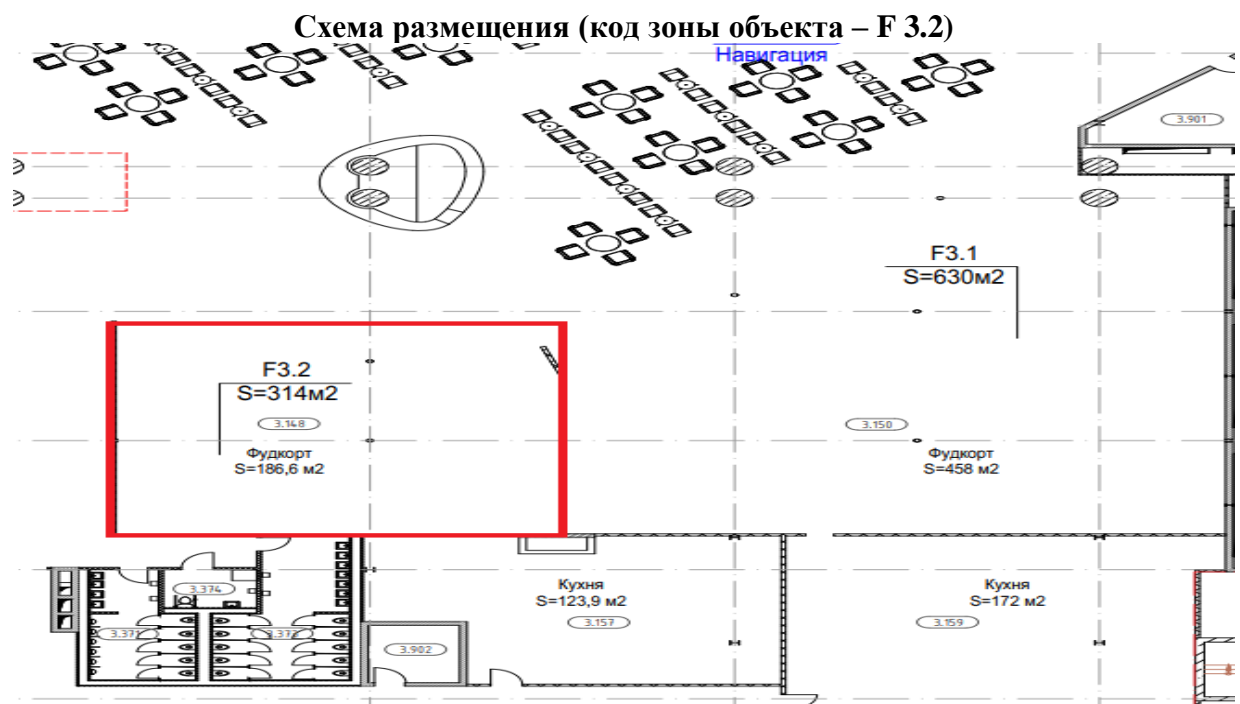 Схема размещения (код зоны объекта – F 3.2)
Навигация
3.901
F3.1
S=630м2
F3.2
S=314м2
3.148
3.150
Фудкорт
S=186,6 м2
Фудкорт
S=458 м2
Кухня
S=123,9 м2
Кухня
S=172 м2
3.374
3.157
3.159
3.371
3.373
3.902